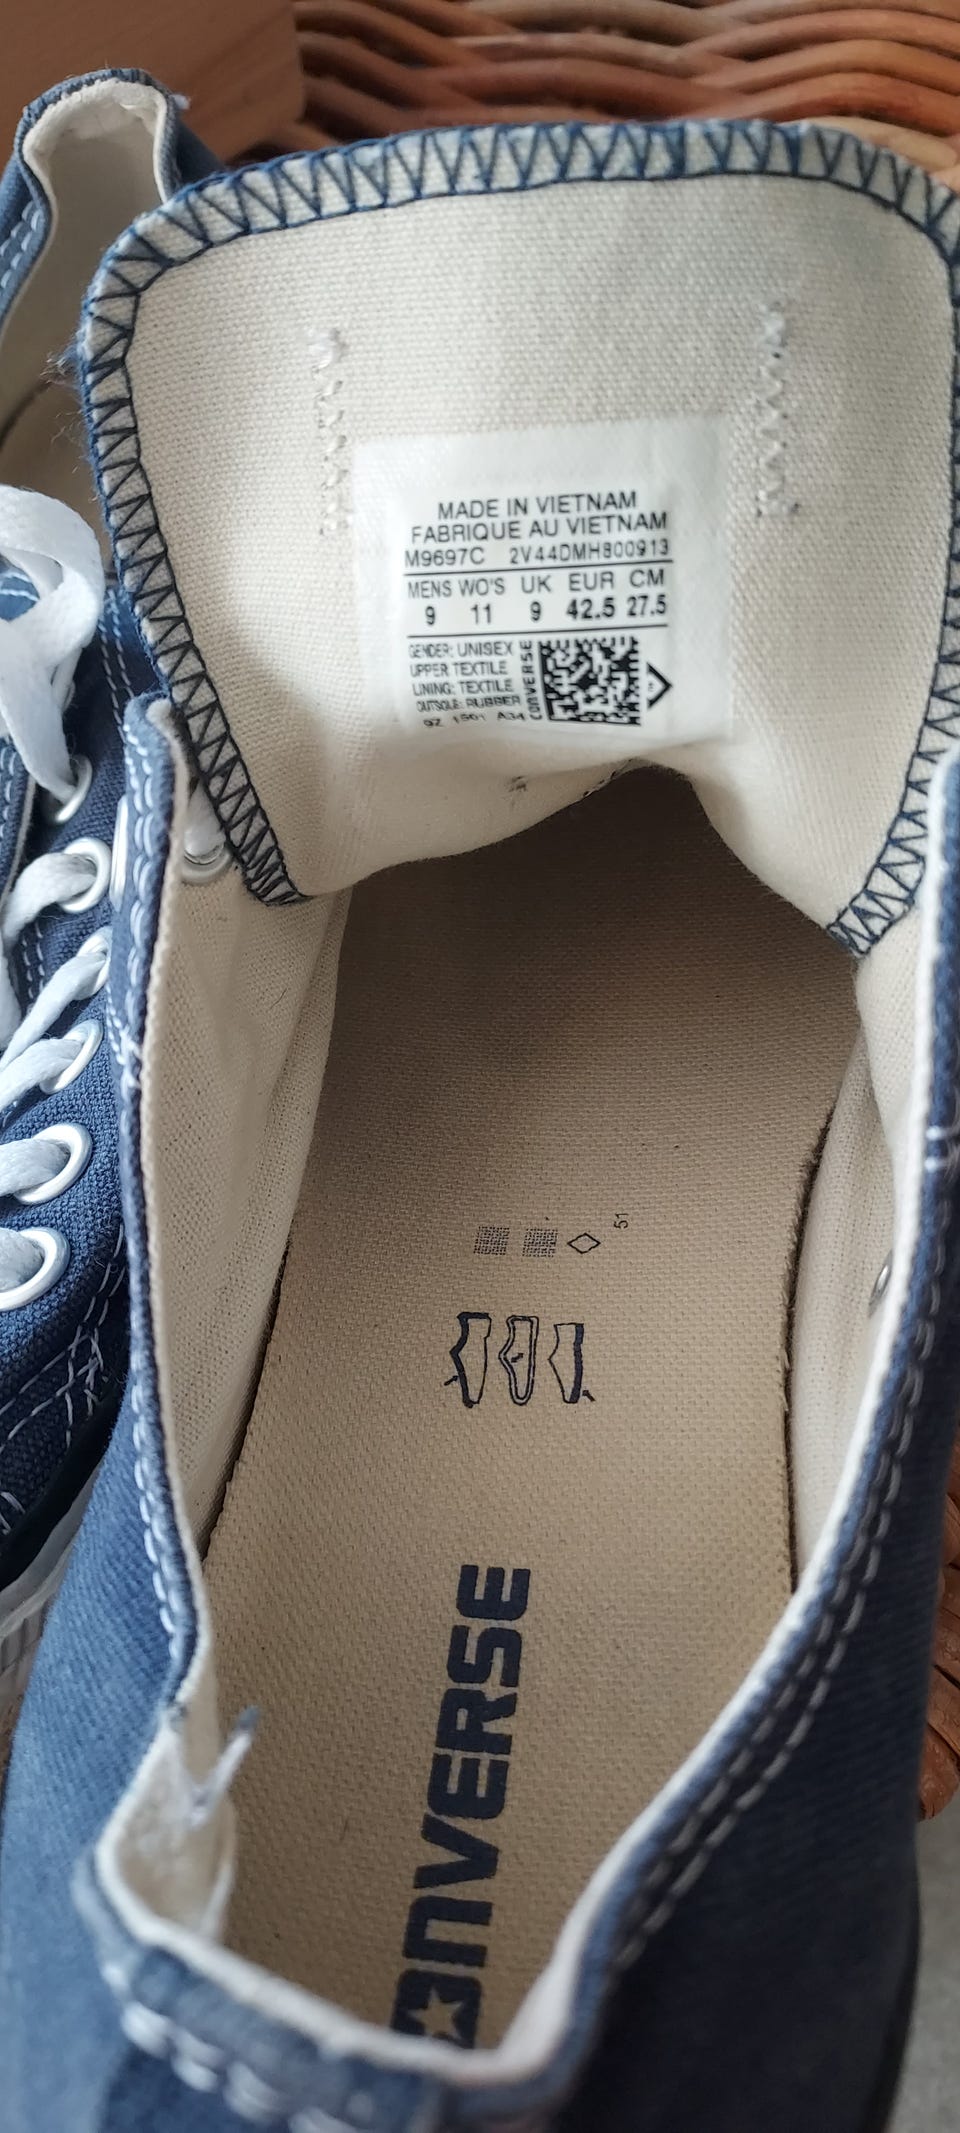 MADE IN VIETNAM
FABRIQUE AU VIETNAM
M9697C 2V44DMH800913
MENS WO'S UK EUR CM
9 11 9 42.5 27.5
GENDER: UNISEX
UPPER TEXTILE
LINING: TEXTILE
OUTSOLE: RUBBER
A34
CONVERSE
51
CONVERSE